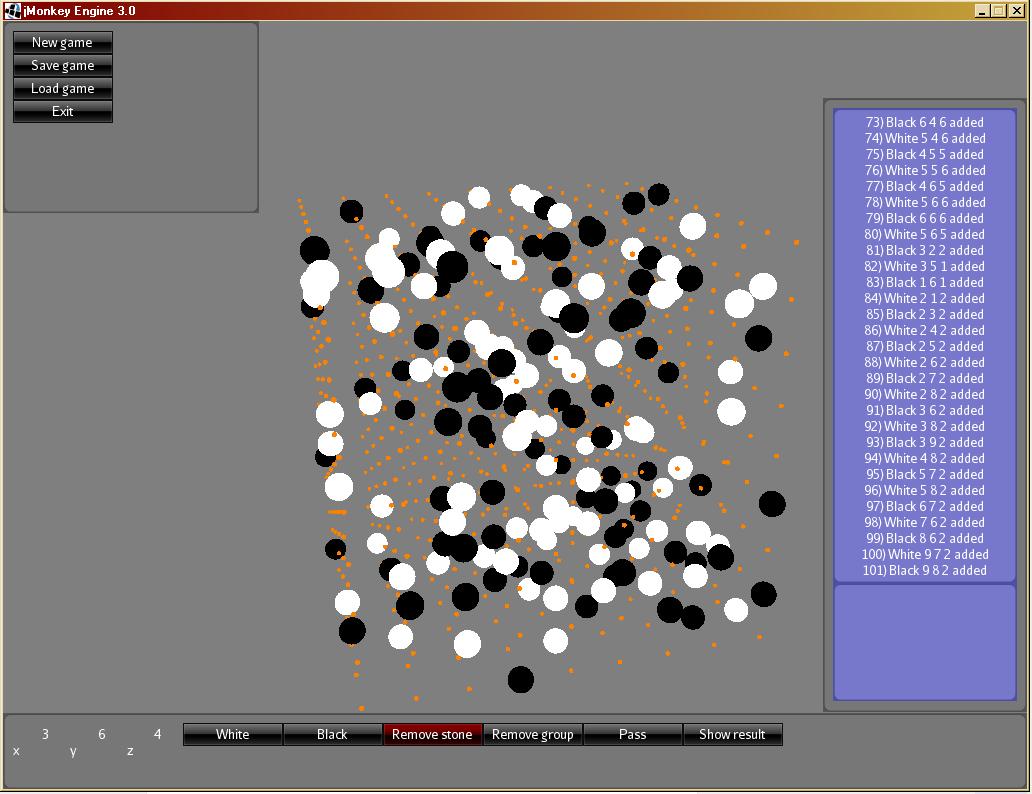 jMonkey Engine 3.0
New game
Save game
Load game
Exit
73) Black 6 4 6 added
74) White 5 4 6 added
75) Black 4 5 5 added
76) White 5 5 6 added
77) Black 4 6 5 added
78) White 5 6 6 added
79) Black 6 6 6 added
80) White 5 6 5 added
81) Black 3 2 2 added
82) White 3 5 1 added
83) Black 1 6 1 added
84) White 2 1 2 added
85) Black 2 3 2 added
86) White 2 4 2 added
87) Black 2 5 2 added
88) White 2 6 2 added
89) Black 2 7 2 added
90) White 2 8 2 added
91) Black 3 6 2 added
92) White 3 8 2 added
93) Black 3 9 2 added
94) White 4 8 2 added
95) Black 5 7 2 added
96) White 5 8 2 added
97) Black 6 7 2 added
98) White 7 6 2 added
99) Black 8 6 2 added
100) White 9 7 2 added
101) Black 9 8 2 added
3 6 4 White Black Remove stone Remove group Pass Show result
x y z